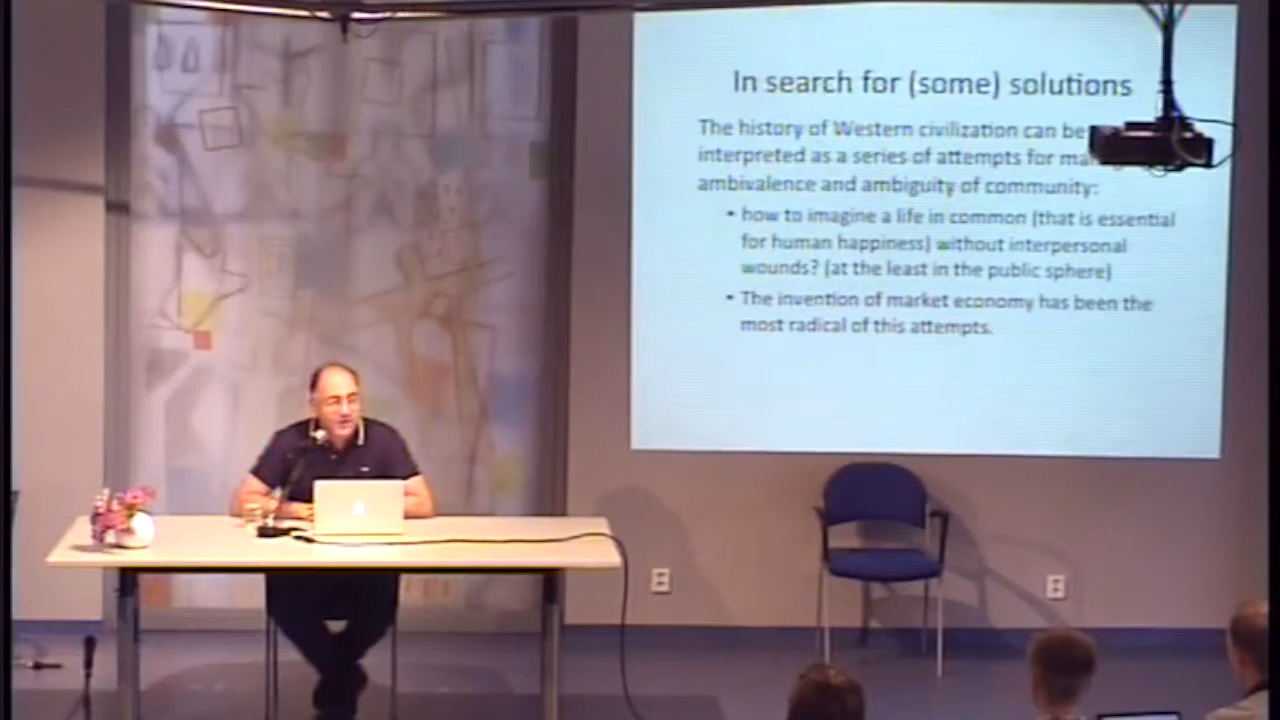 In search for (some) solutions
The history of Western civilization can be
interpreted as a series of attempts for
ambivalence and ambiguity of community:
• how to imagine a life in common (that is essential
for human happiness) without interpersonal
wounds? (at the least in the public sphere)
• The invention of market economy has been the
most radical of this attempts.